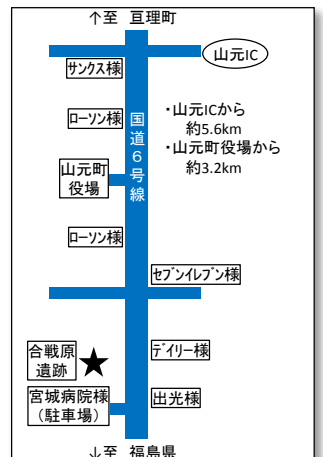 ↑至 亘理町
山元IC
サンクス様
ローソン様
国道6号線
・山元ICから
約5.6km
・山元町役場から
約3.2km
山元町
役場
ローソン様
セブンイレブン様
合戦原
遺跡
デイリー様
宮城病院様
(駐車場)
出光様
↓至 福島県